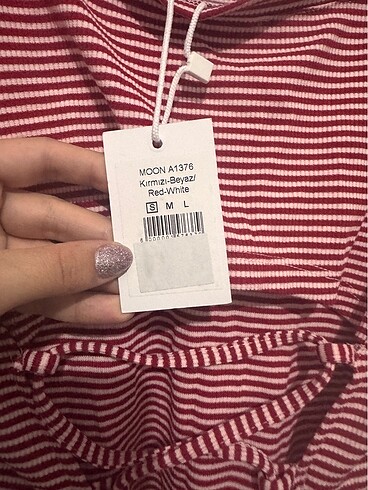 MOON A1376
Kırmızı-Beyaz/
Red-White
S M L